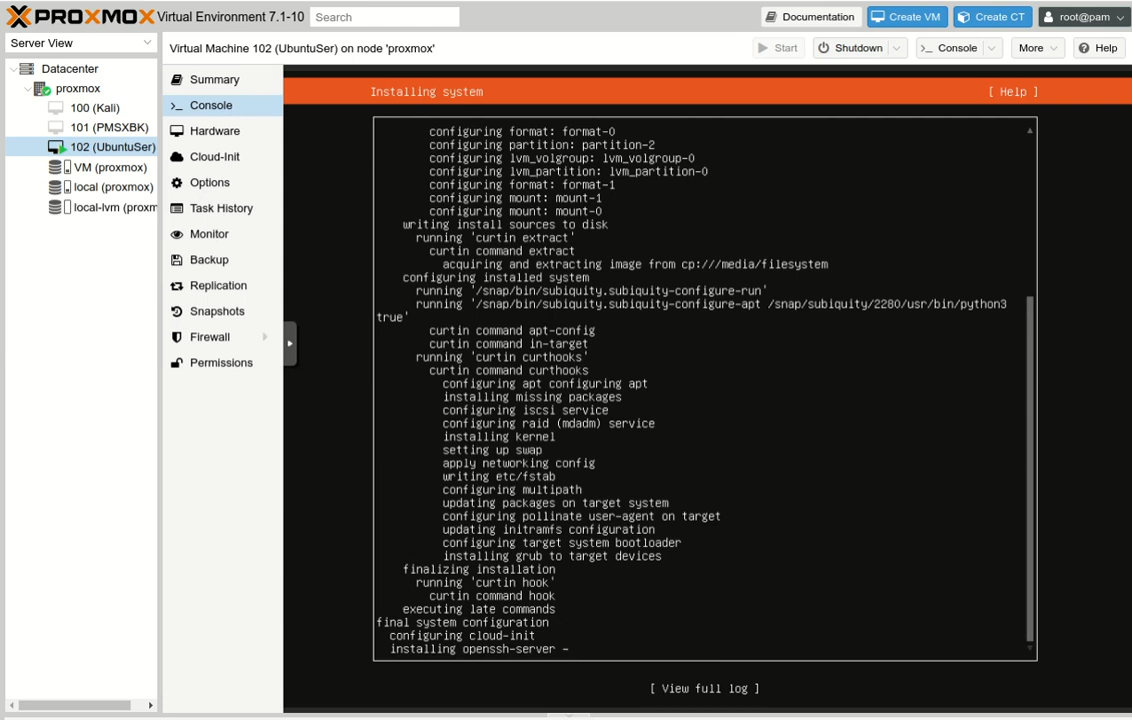 PROXMOX Virtual Environment 7.1-10 Search Documentation Create VM Create CT root@pam
Server View
Datacenter
proxmox
100 (Kali)
101 (PMSXBK)
102 (UbuntuSer)
VM (proxmox)
local (proxmox)
local-lvm (proxm
Virtual Machine 102 (UbuntuSer) on node 'proxmox' Start Shutdown Console More Help
Summary
Console
Hardware
Cloud-Init
Options
Task History
Monitor
Backup
Replication
Snapshots
Firewall
Permissions
Installing system [ Help ]
configuring format: format-0
configuring partition: partition-2
configuring lvm_volgroup: lvm_volgroup-0
configuring lvm_partition: lvm_partition-0
configuring format: format-1
configuring mount: mount-1
configuring mount: mount-0
writing install sources to disk
running 'curtin extract'
curtin command extract
acquiring and extracting image from cp:///media/filesystem
configuring installed system
running '/snap/bin/subiquity.subiquity-configure-run'
running '/snap/bin/subiquity.subiquity-configure-apt /snap/subiquity/2280/usr/bin/python3
true'
curtin command apt-config
curtin command in-target
running 'curtin curthooks'
curtin command curthooks
configuring apt configuring apt
installing missing packages
configuring iscsi service
configuring raid (mdadm) service
installing kernel
setting up swap
apply networking config
writing etc/fstab
configuring multipath
updating packages on target system
configuring pollinate user-agent on target
updating initramfs configuration
configuring target system bootloader
installing grub to target devices
finalizing installation
running 'curtin hook'
curtin command hook
executing late commands
final system configuration
configuring cloud-init
installing openssh-server -
[ View full log ]